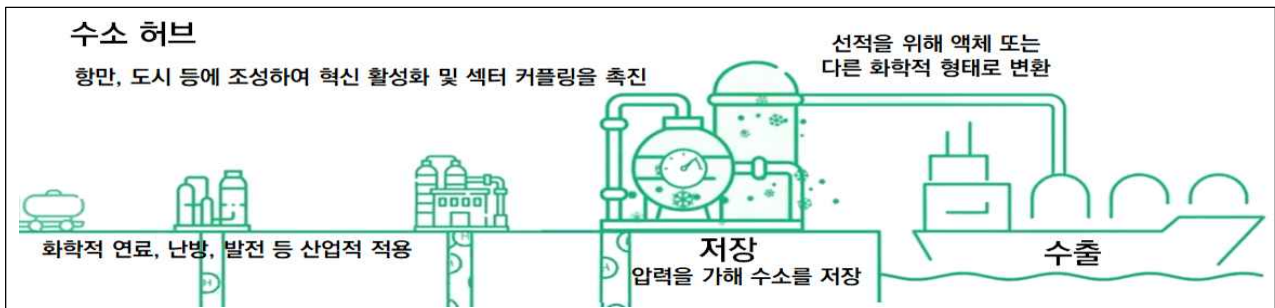 수소 허브
항만, 도시 등에 조성하여 혁신 활성화 및 섹터 커플링을 촉진
선적을 위해 액체 또는
다른 화학적 형태로 변환
화학적 연료, 난방, 발전 등 산업적 적용
저장
압력을 가해 수소를 저장
수출
H
H
H